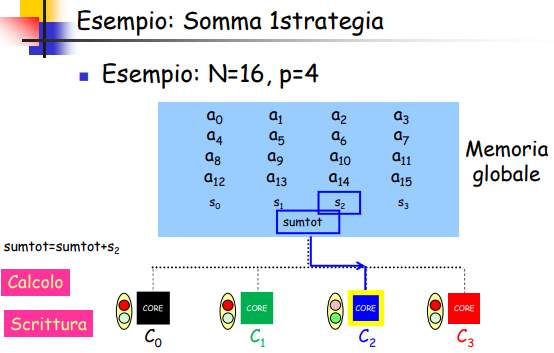 Esempio: Somma 1strategia
Esempio: N=16, p=4
a0 a1 a2 a3
a4 a5 a6 a7
a8 a9 a10 a11
a12 a13 a14 a15
s0 s1 s2 s3
sumtot
Memoria
globale
sumtot=sumtot+s2
Calcolo
Scrittura
CORE CORE CORE CORE
C0 C1 C2 C3